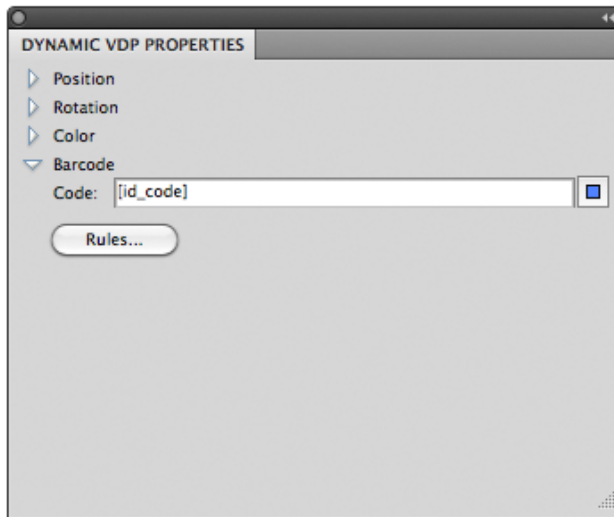 DYNAMIC VDP PROPERTIES
Position
Rotation
Color
Barcode
Code: [id_code]
Rules...